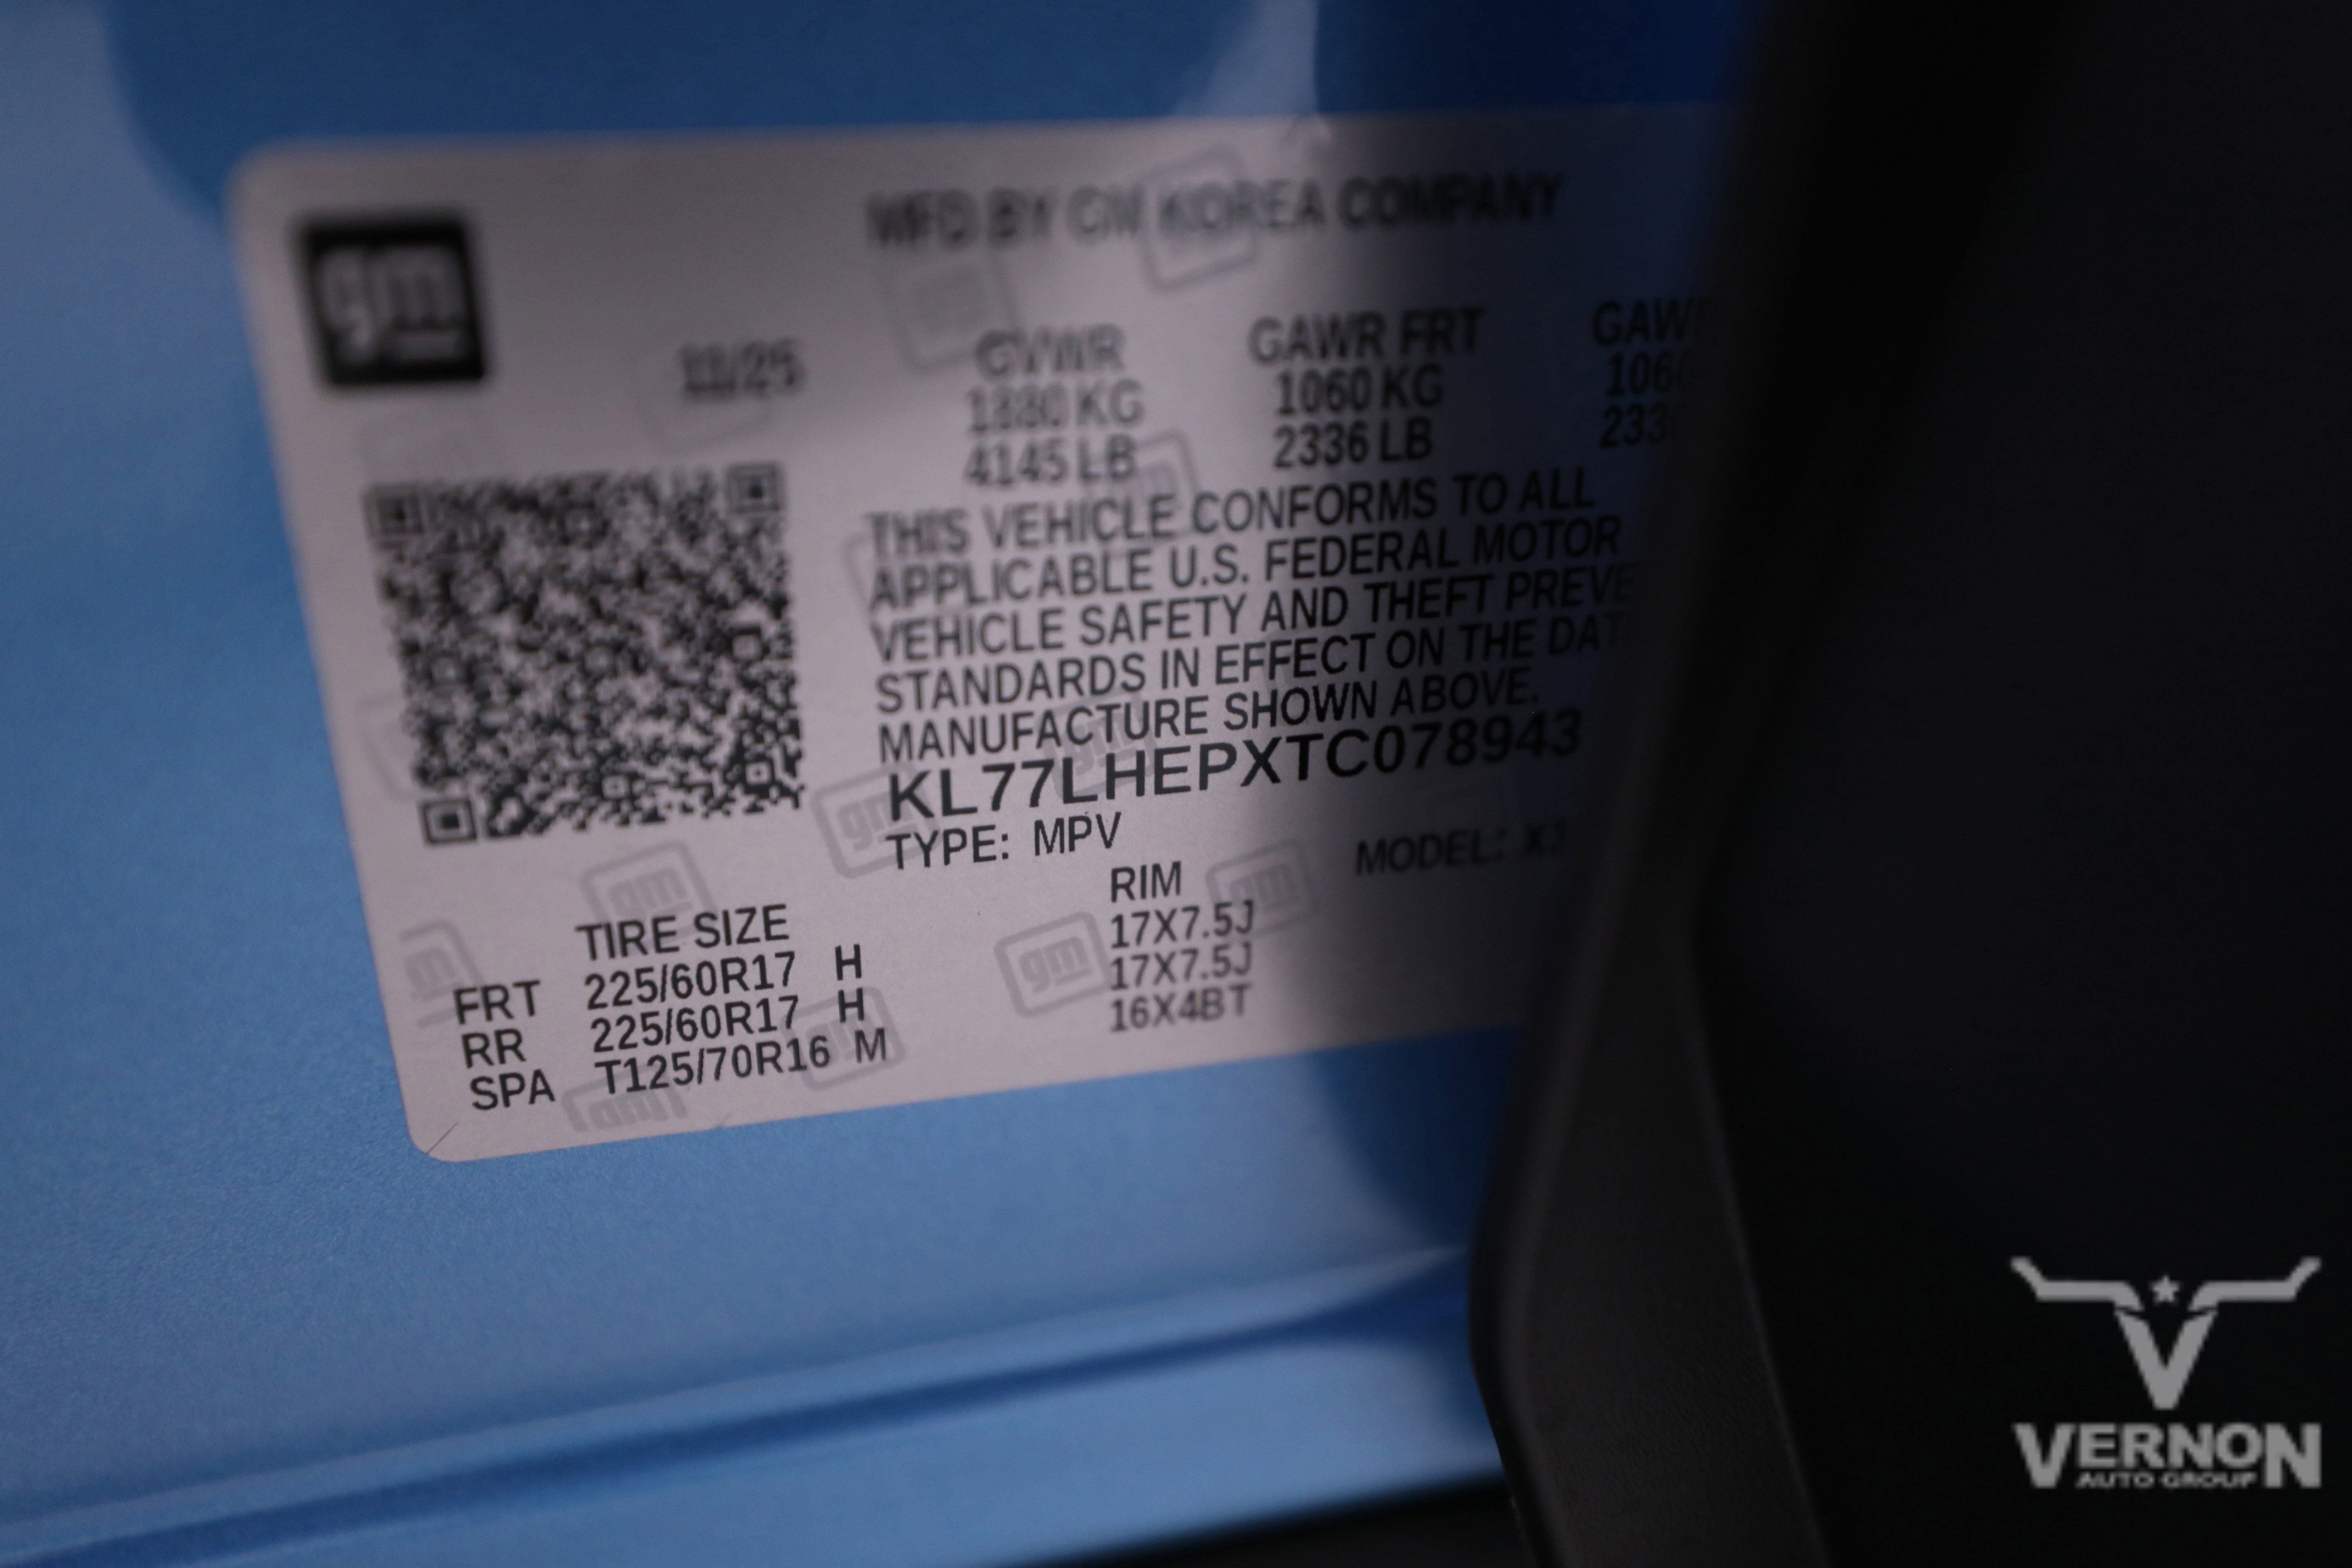 gm
MFD BY GM KOREA COMPANY
11/25
GVWR GAWR FRT
1880 KG 1060 KG
4145 LB 2336 LB
THIS VEHICLE CONFORMS TO ALL
APPLICABLE U.S. FEDERAL MOTOR
VEHICLE SAFETY AND THEFT PREVE
STANDARDS IN EFFECT ON THE DAT
MANUFACTURE SHOWN ABOVE.
KL77LHEPXTC078943
TYPE: MPV MODEL:
TIRE SIZE RIM
FRT 225/60R17 H 17X7.5J
RR 225/60R17 H 17X7.5J
SPA T125/70R16 M 16X4BT
VERNON
AUTO GROUP